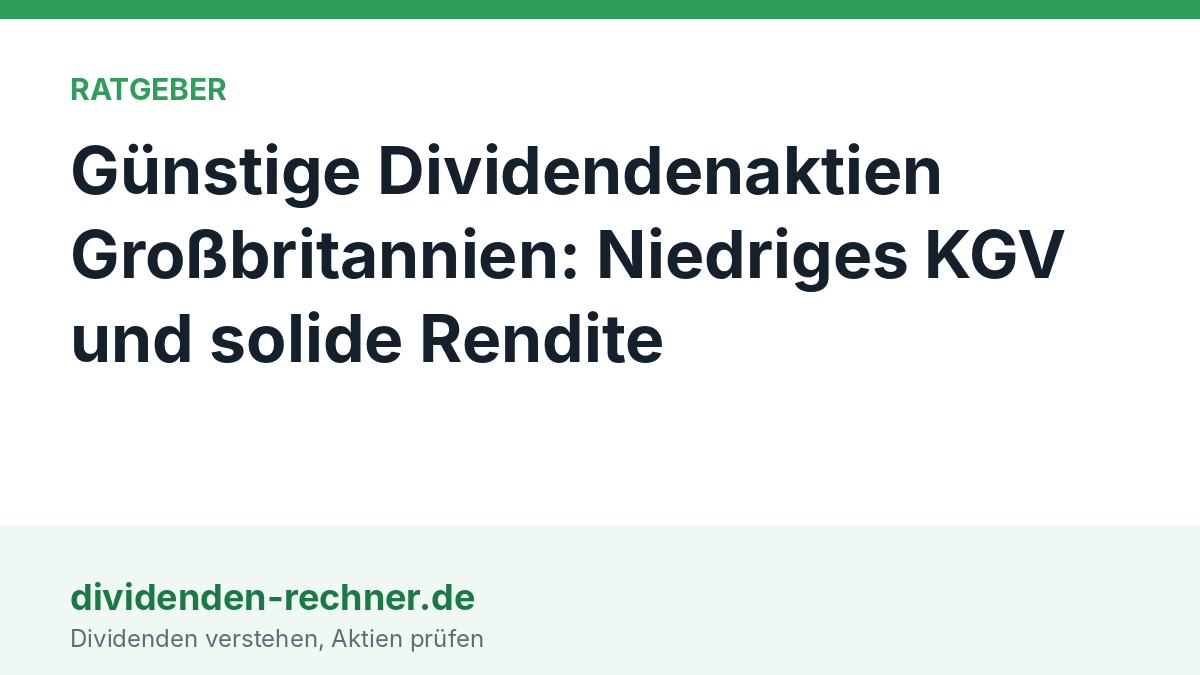 RATGEBER
Günstige Dividendenaktien
Großbritannien: Niedriges KGV
und solide Rendite
dividenden-rechner.de
Dividenden verstehen, Aktien prüfen